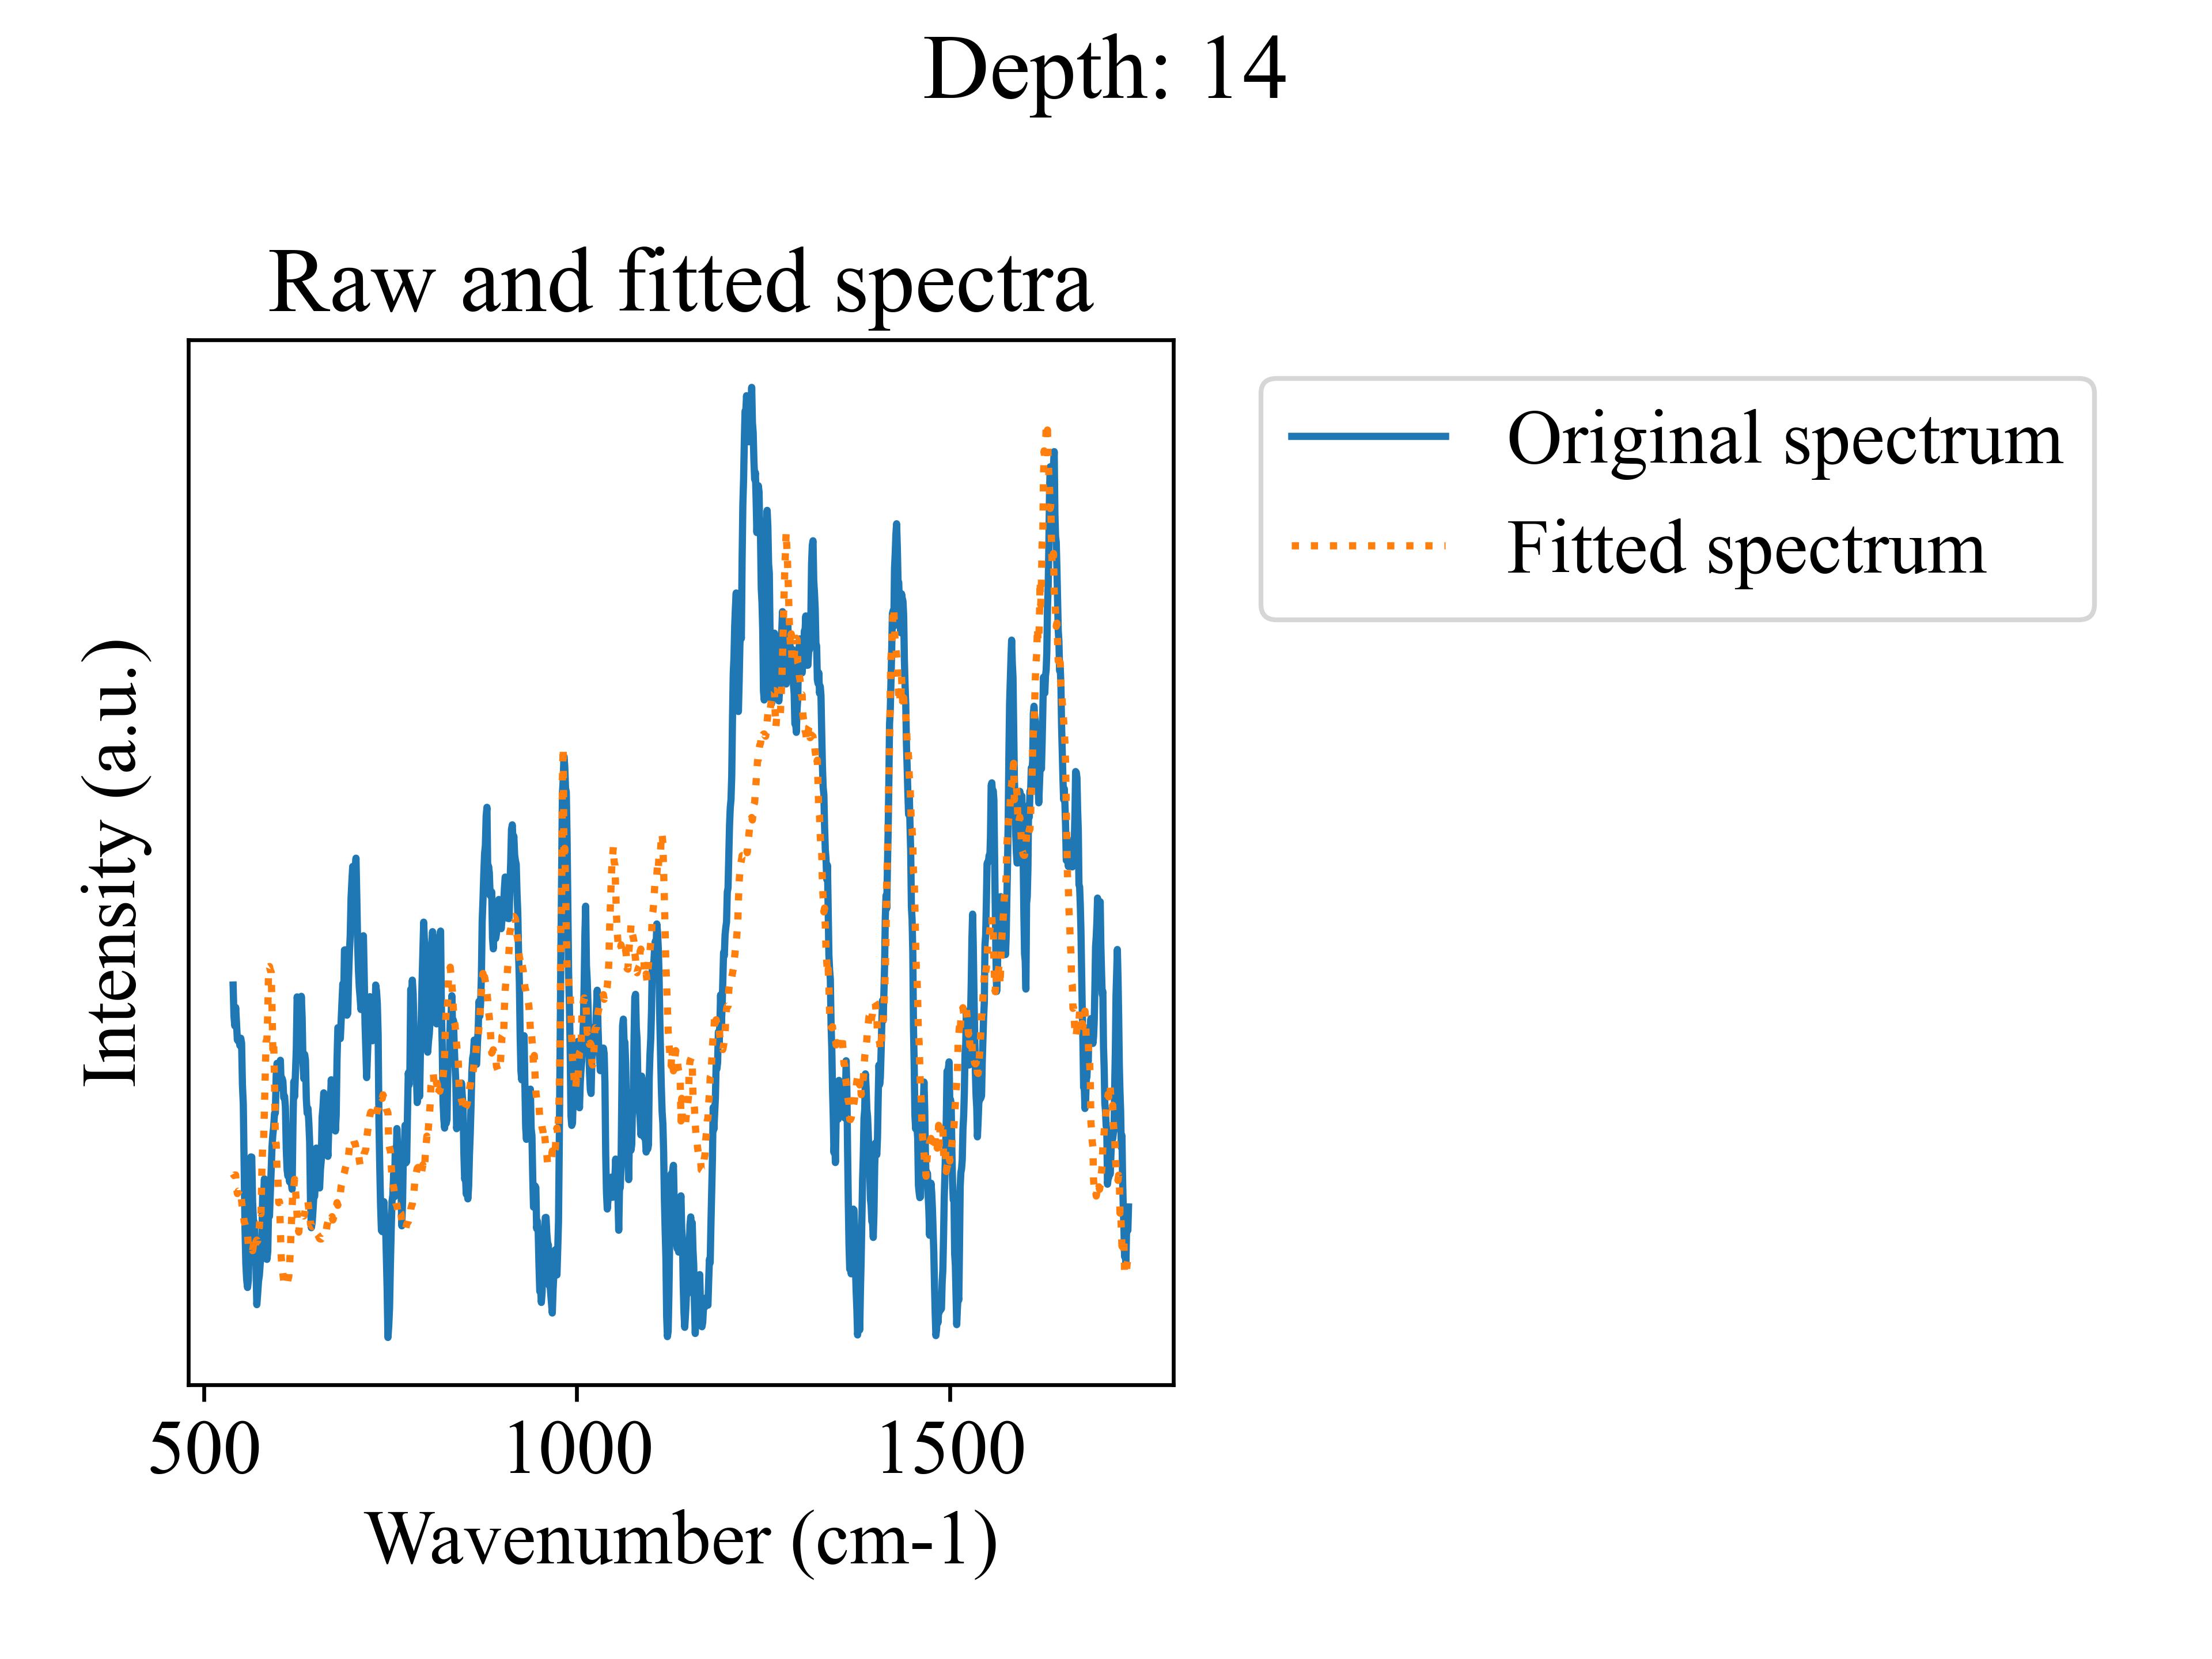 Depth: 14
Raw and fitted spectra
Original spectrum
Fitted spectrum
Intensity (a.u.)
500 1000 1500
Wavenumber (cm-1)